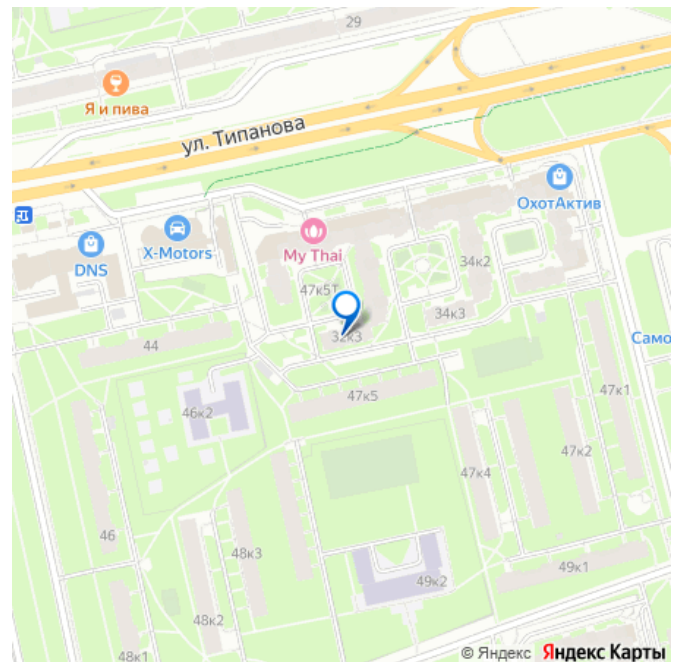 29
Я и пива
ул. Типанова
ОхотАктив
DNS
X-Motors
My Thai
34к2
47к5Т
34к3
32к3
44
Само
47к5
47к1
46к2
47к2
47к4
46
48к3
49к1
49к2
48к2
48к1
© Яндекс Яндекс Карты